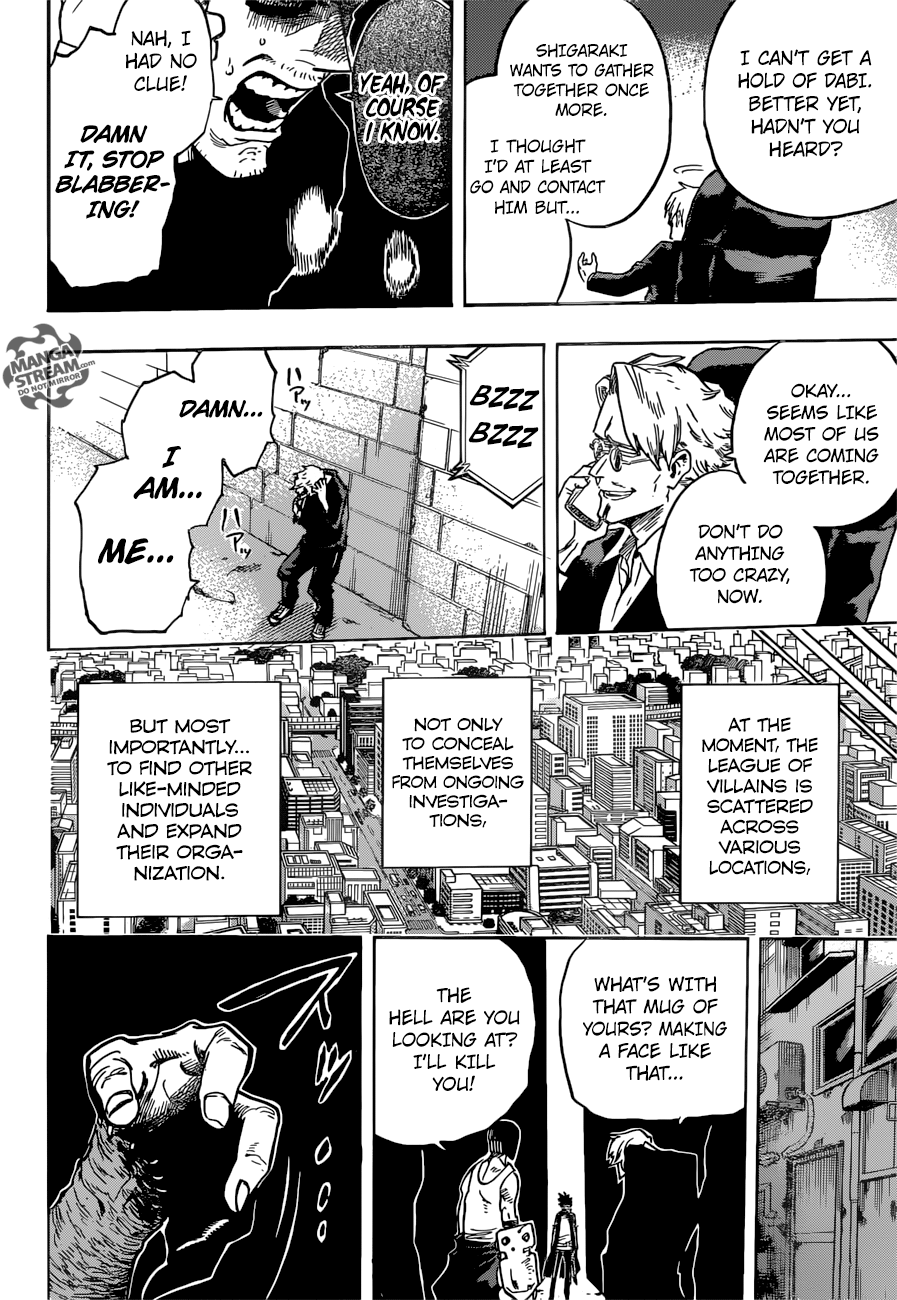 I CAN'T GET A
HOLD OF DABI.
BETTER YET,
HADN'T YOU
HEARD?
SHIGARAKI
WANTS TO GATHER
TOGETHER ONCE
MORE.
I THOUGHT
I'D AT LEAST
GO AND CONTACT
HIM BUT...
YEAH, OF
COURSE
I KNOW.
NAH, I
HAD NO
CLUE!
DAMN
IT, STOP
BLABBER-
ING!
MANGA
STREAM.com
DO NOT MIRROR
OKAY...
SEEMS LIKE
MOST OF US
ARE COMING
TOGETHER.
DON'T DO
ANYTHING
TOO CRAZY,
NOW.
BZZZ
BZZZ
DAMN...
I
AM...
ME...
AT THE
MOMENT, THE
LEAGUE OF
VILLAINS IS
SCATTERED
ACROSS
VARIOUS
LOCATIONS,
NOT ONLY
TO CONCEAL
THEMSELVES
FROM ONGOING
INVESTIGA-
TIONS,
BUT MOST
IMPORTANTLY...
TO FIND OTHER
LIKE-MINDED
INDIVIDUALS
AND EXPAND
THEIR ORGA-
NIZATION.
WHAT'S WITH
THAT MUG OF
YOURS? MAKING
A FACE LIKE
THAT...
THE
HELL ARE YOU
LOOKING AT?
I'LL KILL
YOU!
スッ